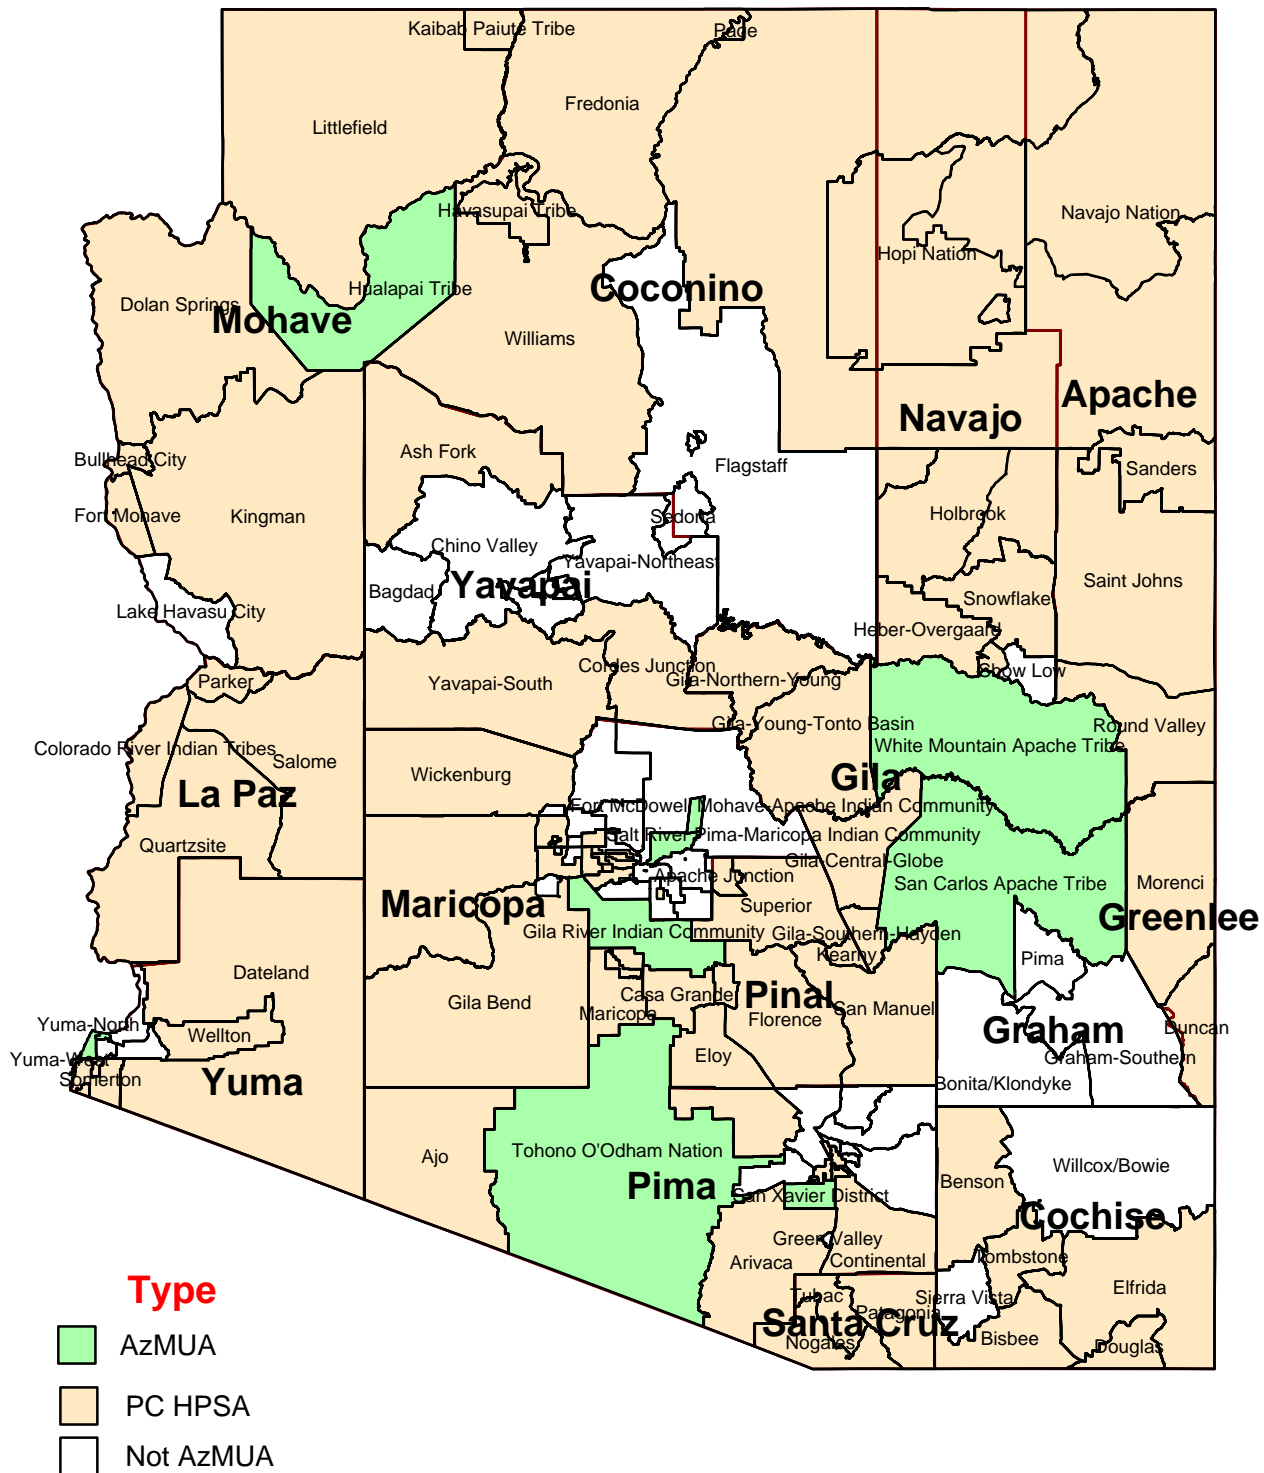 Kaibab Paiute Tribe
Page
Fredonia
Littlefield
Havasupai Tribe
Navajo Nation
Hopi Nation
Hualapai Tribe
Coconino
Dolan Springs
Mohave
Williams
Apache
Navajo
Ash Fork
Bullhead City
Flagstaff
Sanders
Fort Mohave
Kingman
Sedona
Holbrook
Chino Valley
Yavapai-Northeast
Saint Johns
Bagdad
Yavapai
Snowflake
Lake Havasu City
Heber-Overgaard
Cordes Junction
Show Low
Parker
Yavapai-South
Gila-Northern-Young
Gila-Young-Tonto Basin
Round Valley
Colorado River Indian Tribes
White Mountain Apache Tribe
Salome
Wickenburg
Gila
La Paz
Fort McDowell Mohave-Apache Indian Community
Salt River Pima-Maricopa Indian Community
Quartzsite
Gila-Central-Globe
Apache Junction
San Carlos Apache Tribe
Morenci
Maricopa
Superior
Greenlee
Gila River Indian Community
Gila-Southern-Hayden
Kearny
Pima
Dateland
Casa Grande
Pinal
Gila Bend
Maricopa
San Manuel
Florence
Yuma-North
Wellton
Graham
Duncan
Yuma-West
Eloy
Graham-Southern
Somerton
Yuma
Bonita/Klondyke
Ajo
Tohono O'Odham Nation
Willcox/Bowie
Pima
San Xavier District
Benson
Cochise
Green Valley
Arivaca
Continental
Tombstone
Elfrida
Tubac
Sierra Vista
Patagonia
Santa Cruz
Nogales
Bisbee
Douglas
Type
AzMUA
PC HPSA
Not AzMUA